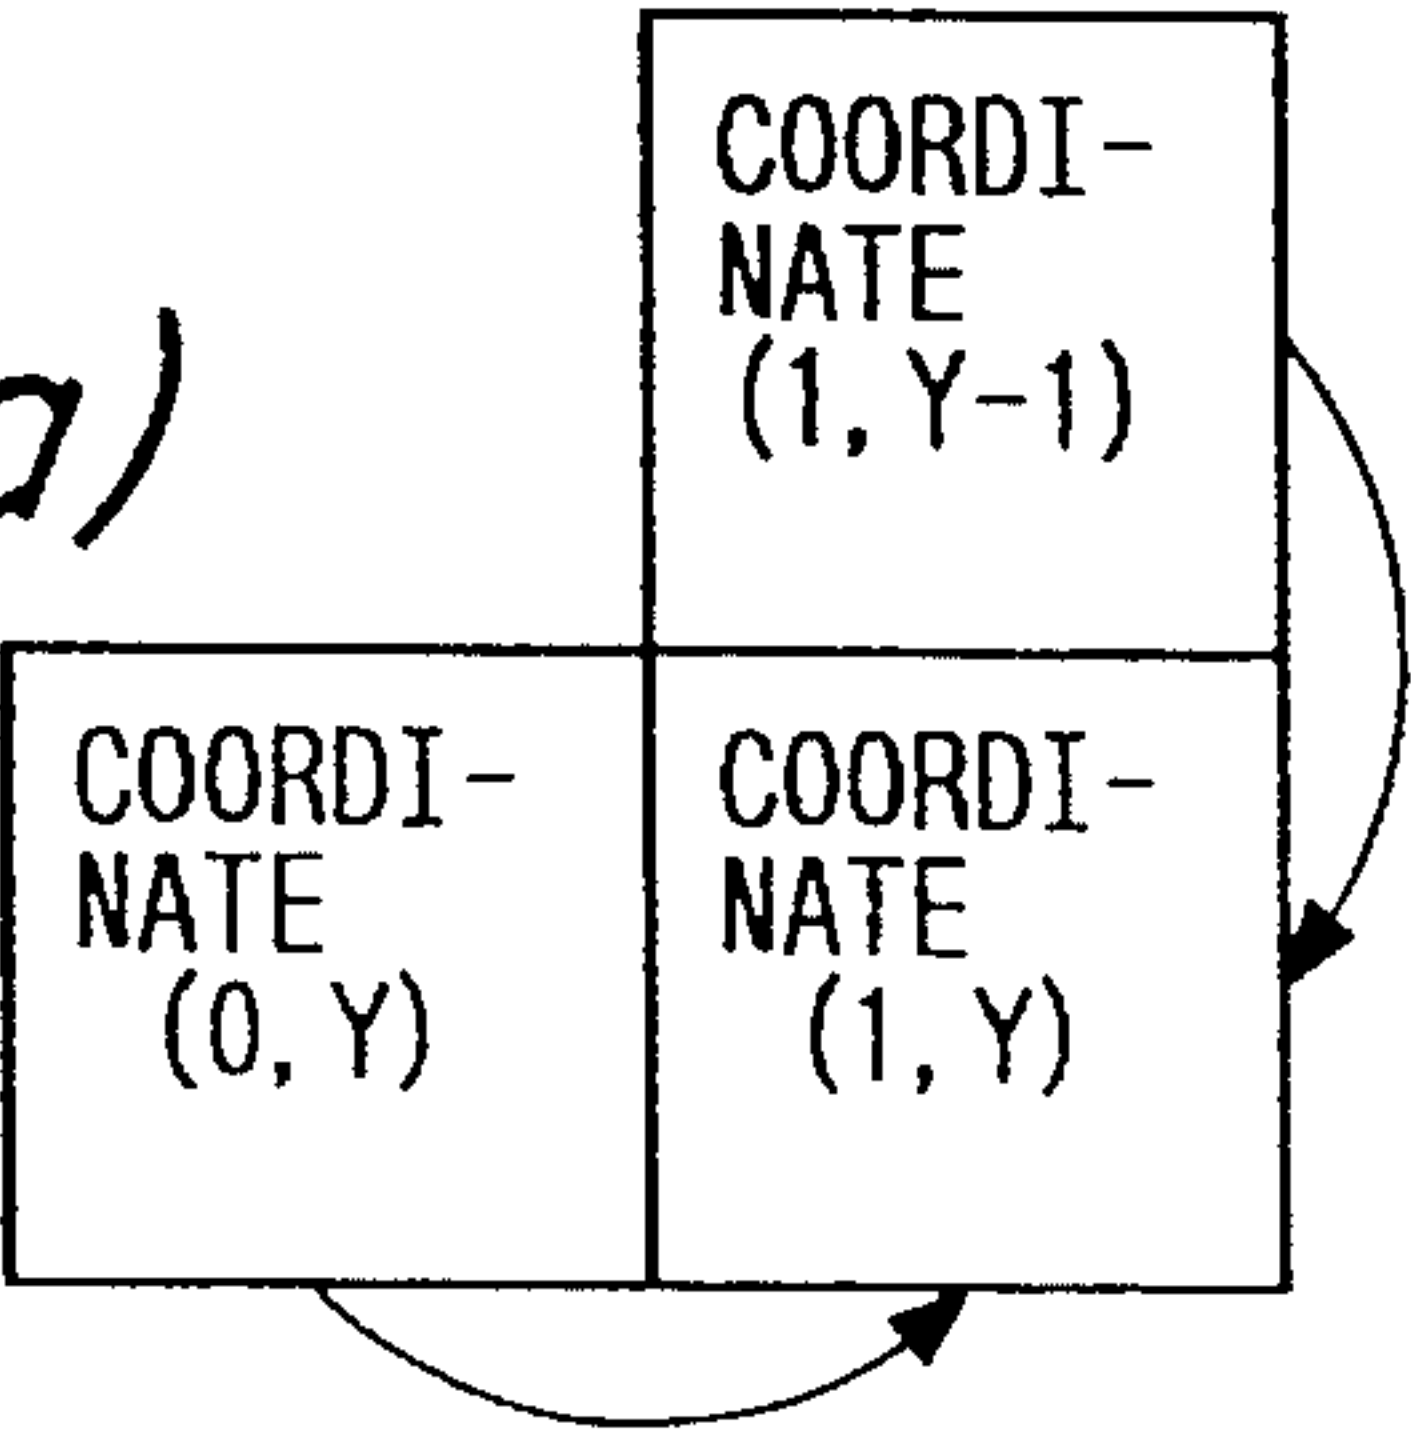 COORDI-
NATE
(1, Y-1)
a)
COORDI-
NATE
(0, Y)
COORDI-
NATE
(1, Y)